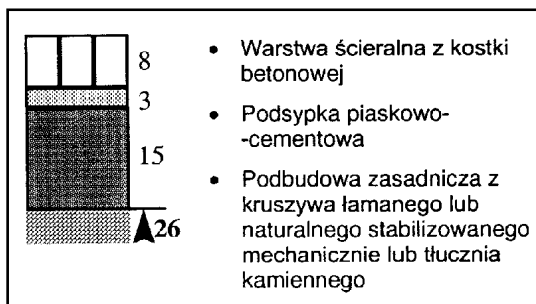 8
3
15
26
• Warstwa ścieralna z kostki
betonowej
• Podsypka piaskowo-
-cementowa
• Podbudowa zasadnicza z
kruszywa łamanego lub
naturalnego stabilizowanego
mechanicznie lub tłucznia
kamiennego